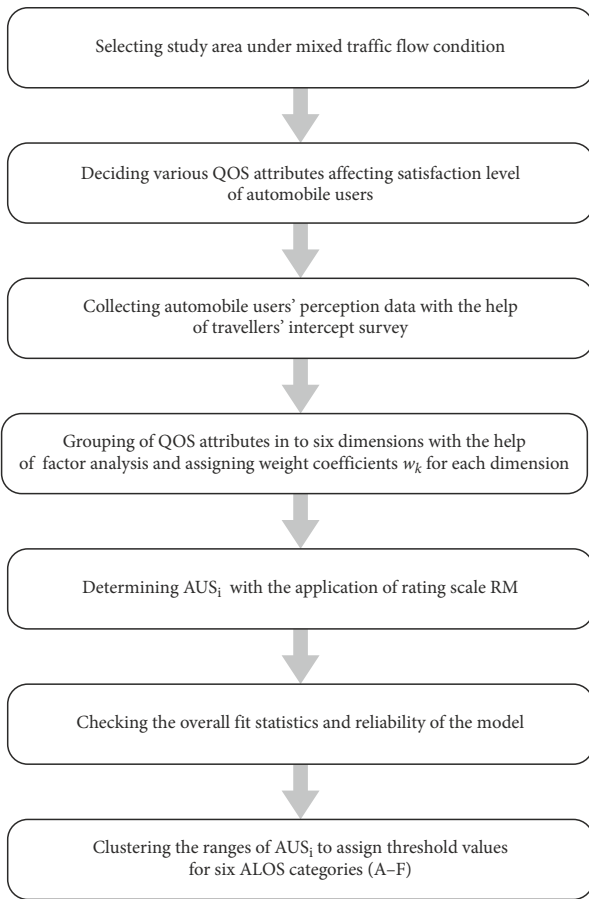 Selecting study area under mixed traffic flow condition
Deciding various QOS attributes affecting satisfaction level
of automobile users
Collecting automobile users’ perception data with the help
of travellers’ intercept survey
Grouping of QOS attributes in to six dimensions with the help
of factor analysis and assigning weight coefficients wk for each dimension
Determining AUSi with the application of rating scale RM
Checking the overall fit statistics and reliability of the model
Clustering the ranges of AUSi to assign threshold values
for six ALOS categories (A–F)